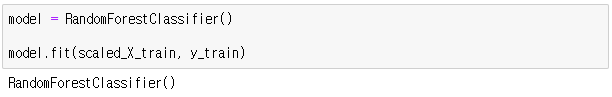 model = RandomForestClassifier()
model.fit(scaled_X_train, y_train)
RandomForestClassifier()